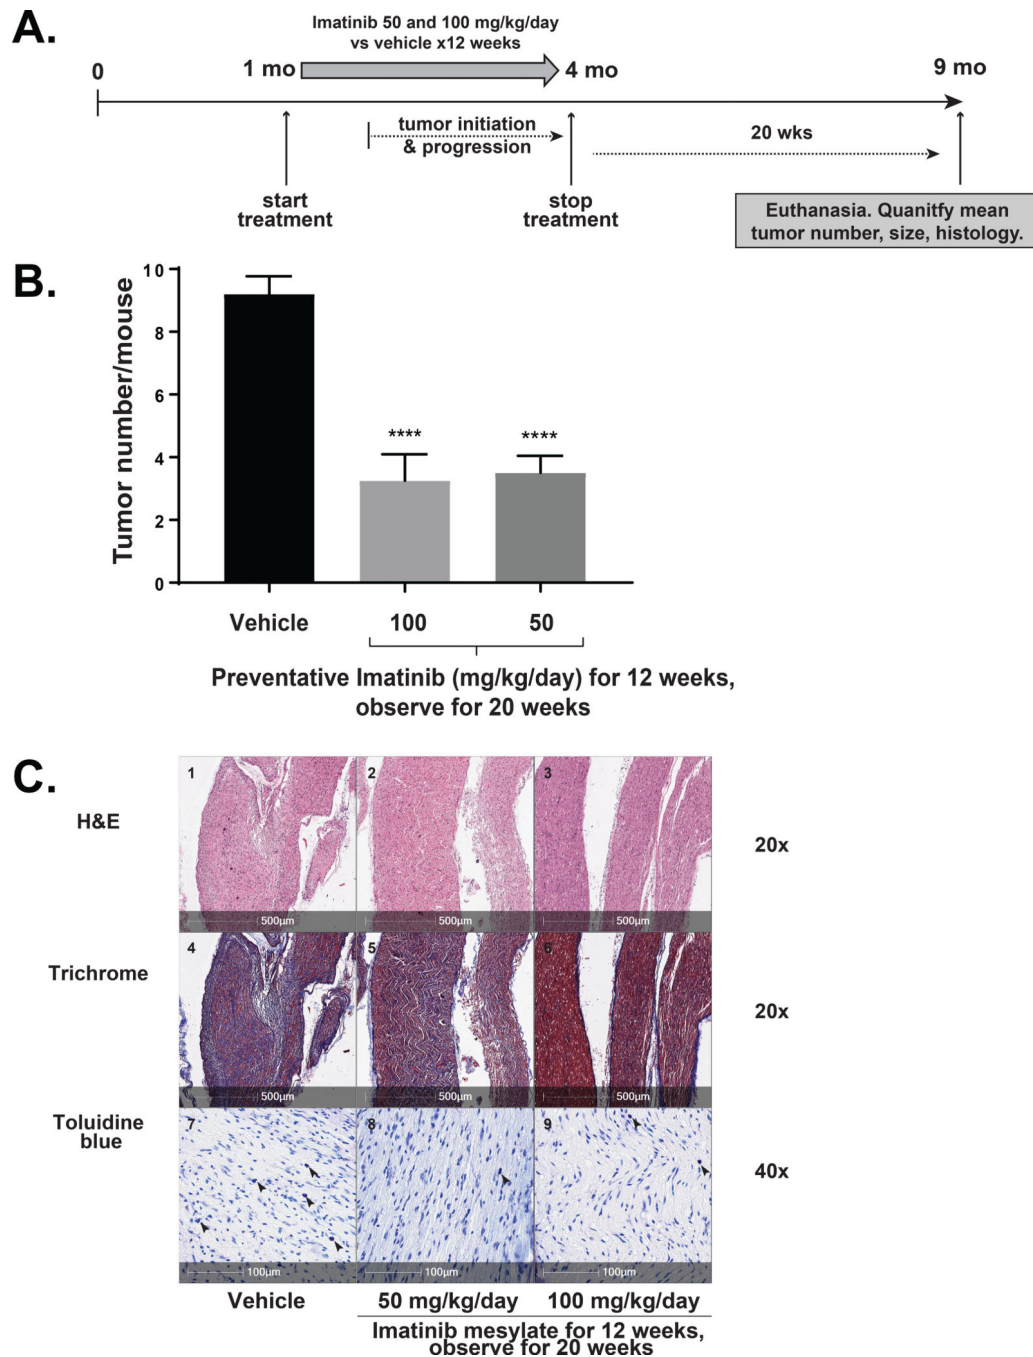 A.
Imatinib 50 and 100 mg/kg/day
vs vehicle x12 weeks
0
1 mo
4 mo
9 mo
tumor initiation
& progression
20 wks
start
treatment
stop
treatment
Euthanasia. Quanitfy mean
tumor number, size, histology.
B.
Tumor number/mouse
10
8
6
4
2
0
****
****
Vehicle
100
50
Preventative Imatinib (mg/kg/day) for 12 weeks,
observe for 20 weeks
C.
H&E
1
2
3
500µm
500µm
500µm
20x
Trichrome
4
5
6
500µm
500µm
500µm
20x
Toluidine
blue
7
8
9
100µm
100µm
100µm
40x
Vehicle
50 mg/kg/day
100 mg/kg/day
Imatinib mesylate for 12 weeks,
observe for 20 weeks